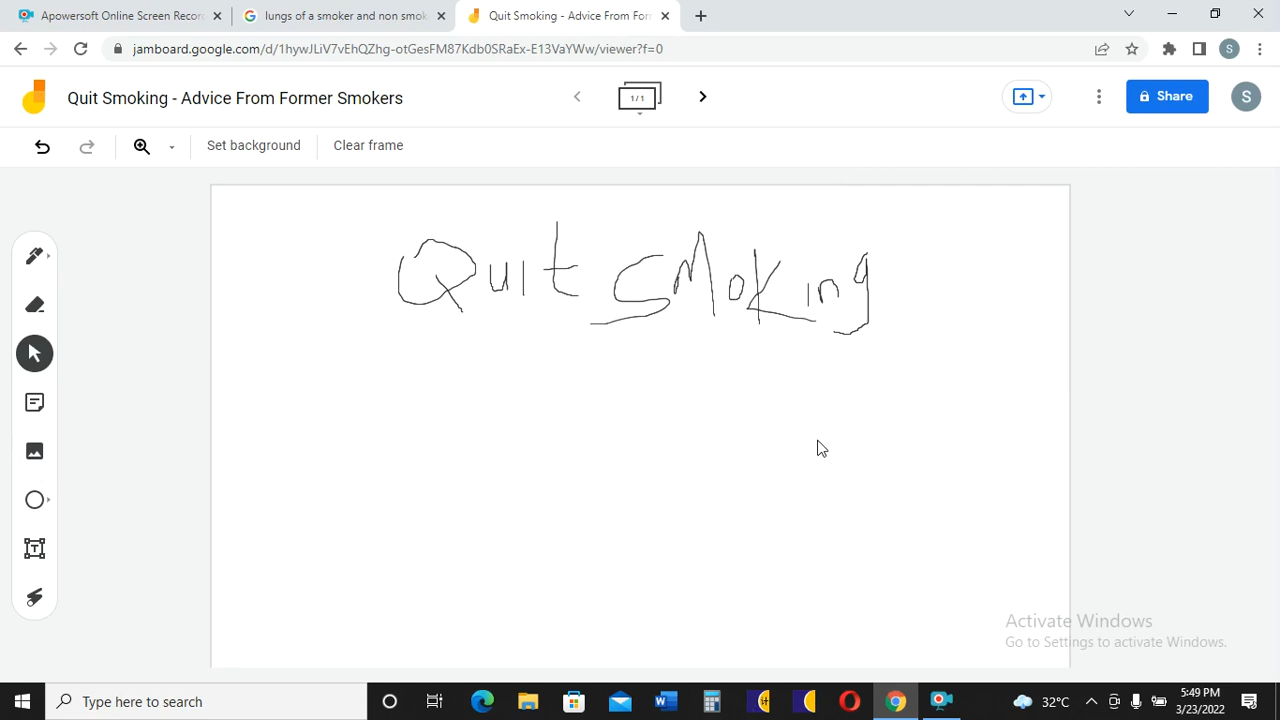 Apowersoft Online Screen Recor
lungs of a smoker and non smok
Quit Smoking - Advice From For
jamboard.google.com/d/1hywJLiV7vEhQZhg-otGesFM87Kdb0SRaEx-E13VaYWw/viewer?f=0
S
Quit Smoking - Advice From Former Smokers
1/1
Share
S
Set background
Clear frame
Quit SMoking
Activate Windows
Go to Settings to activate Windows.
Type here to search
32°C
5:49 PM
3/23/2022